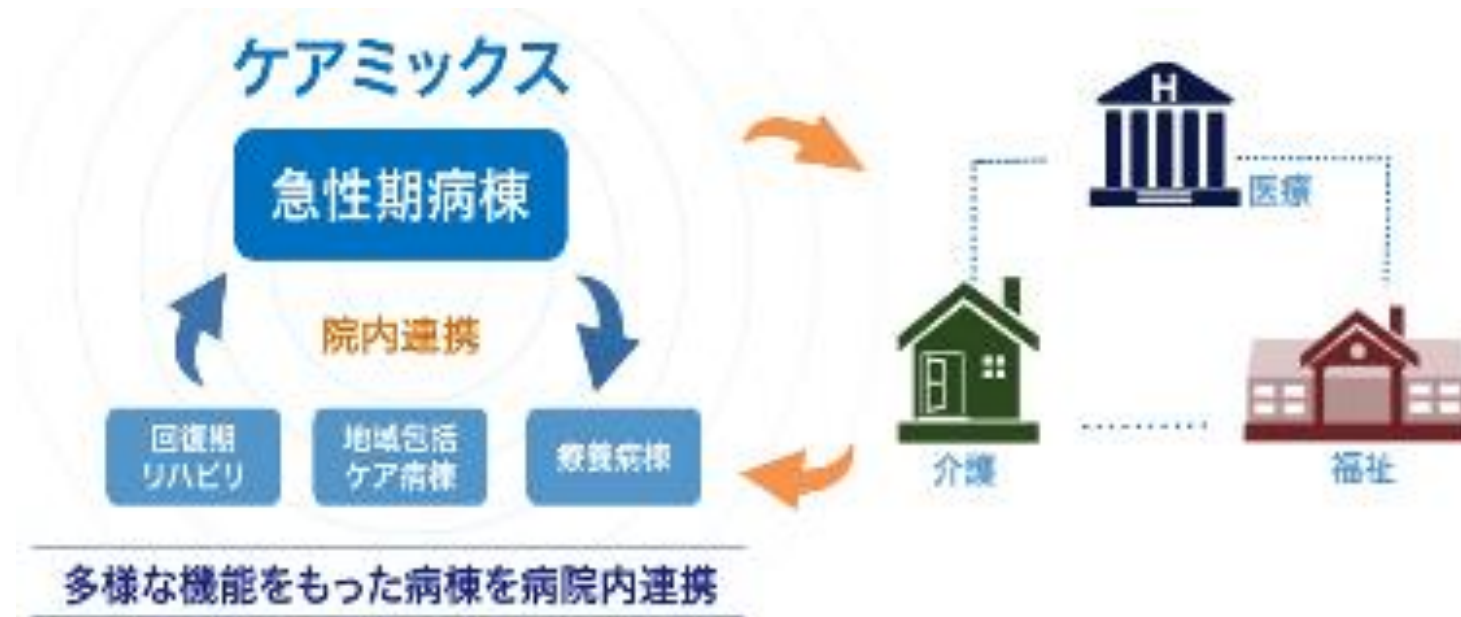 ケアミックス
急性期病棟
院内連携
回復期
リハビリ
地域包括
ケア病棟
療養病棟
多様な機能をもった病棟を病院内連携
H
医療
介護
福祉